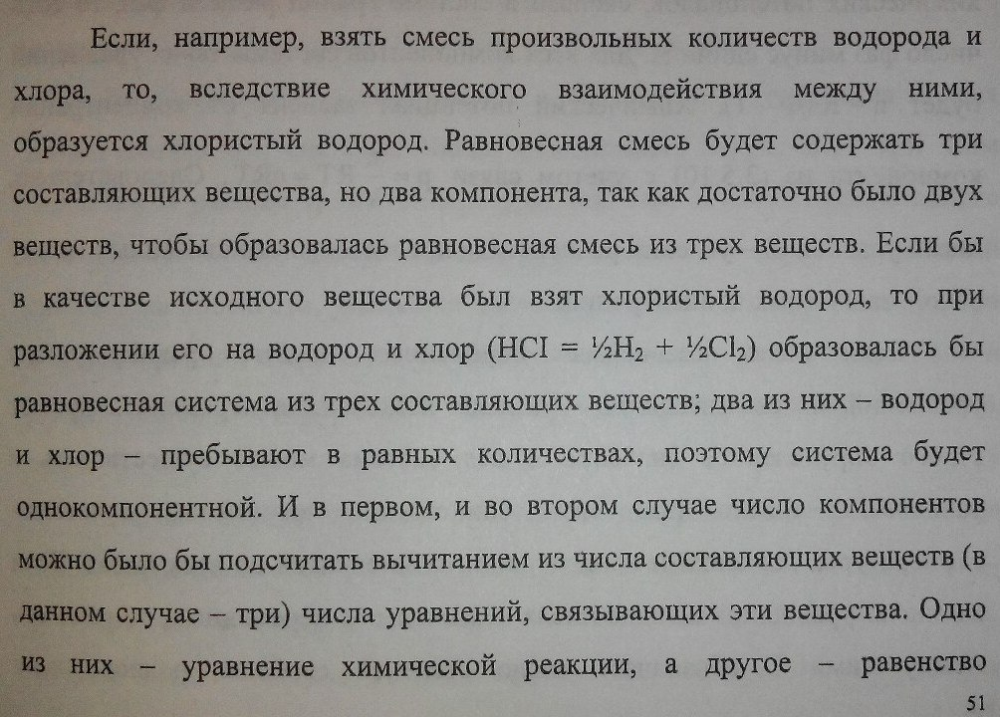 Если, например, взять смесь произвольных количеств водорода и
хлора, то, вследствие химического взаимодействия между ними,
образуется хлористый водород. Равновесная смесь будет содержать три
составляющих вещества, но два компонента, так как достаточно было двух
веществ, чтобы образовалась равновесная смесь из трех веществ. Если бы
в качестве исходного вещества был взят хлористый водород, то при
разложении его на водород и хлор (HCI = ½H₂ + ½Cl₂) образовалась бы
равновесная система из трех составляющих веществ; два из них – водород
и хлор – пребывают в равных количествах, поэтому система будет
однокомпонентной. И в первом, и во втором случае число компонентов
можно было бы подсчитать вычитанием из числа составляющих веществ (в
данном случае – три) числа уравнений, связывающих эти вещества. Одно
из них – уравнение химической реакции, а другое – равенство
51